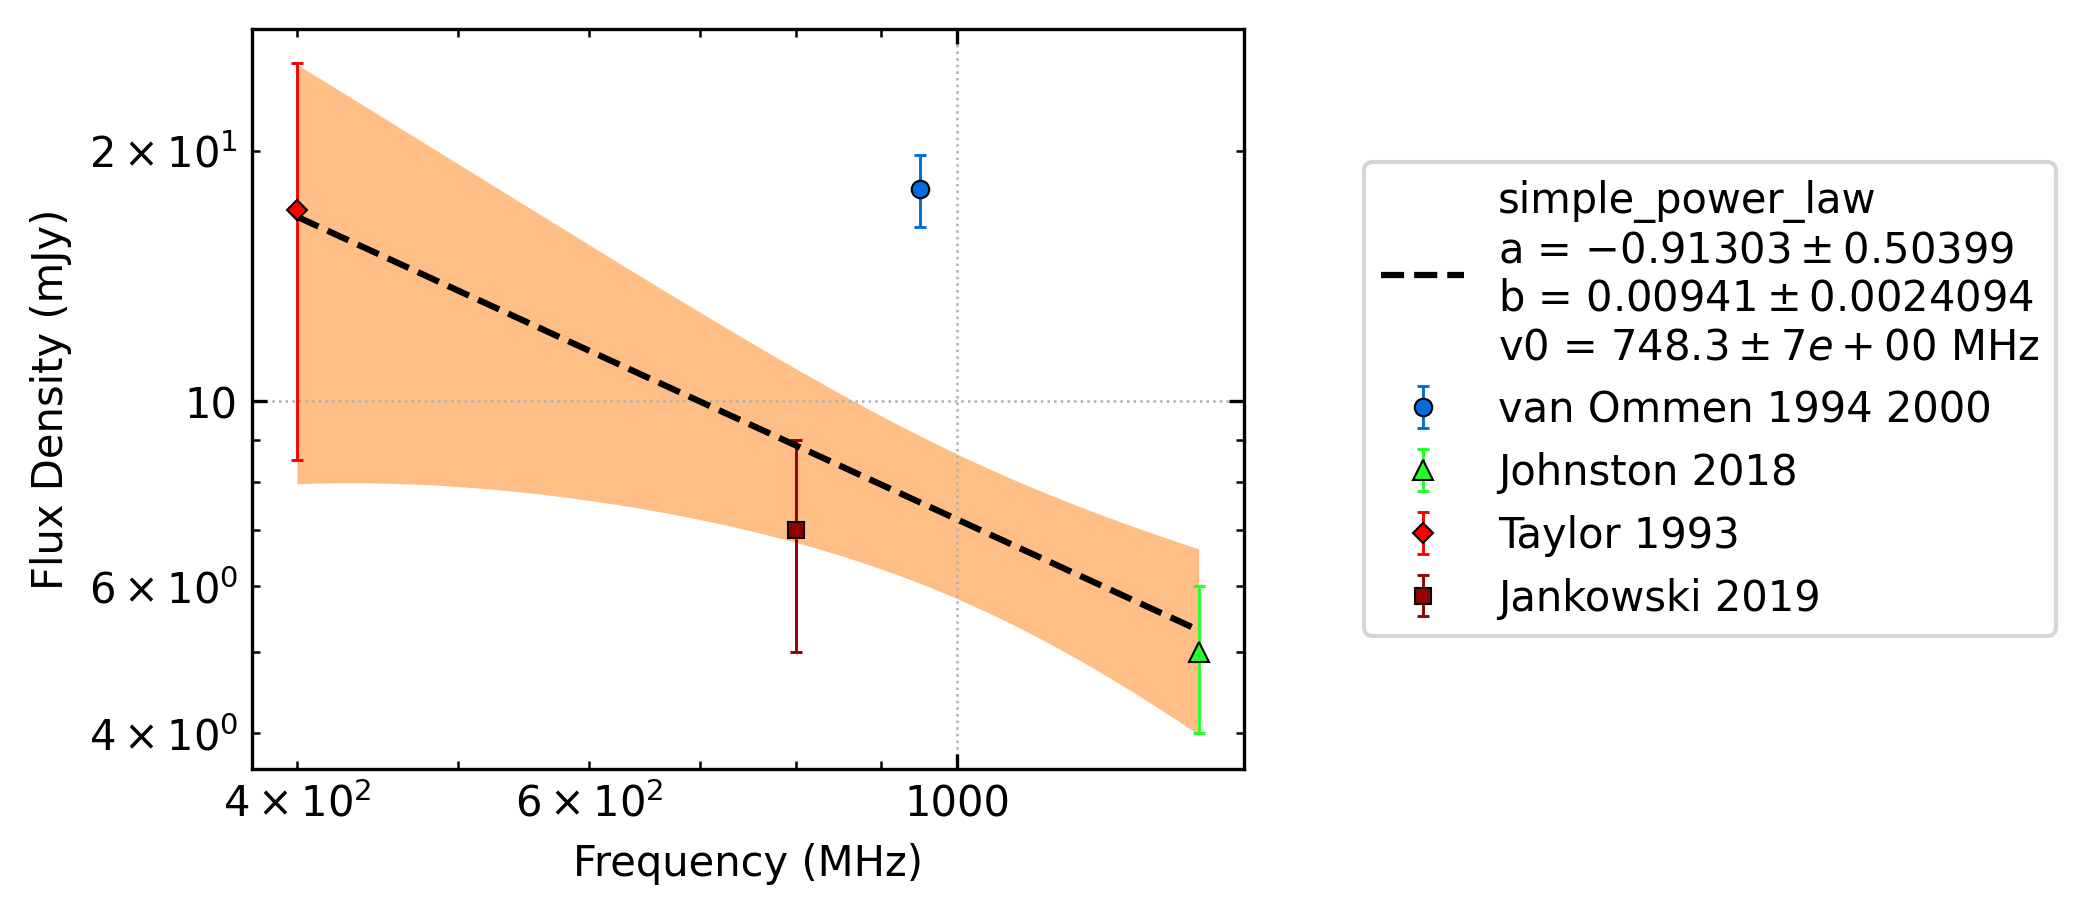 Flux Density (mJy)
2 × 10¹
10
6 × 10⁰
4 × 10⁰
4 × 10²
6 × 10²
1000
Frequency (MHz)
simple_power_law
a = −0.91303 ± 0.50399
b = 0.00941 ± 0.0024094
v0 = 748.3 ± 7e + 00 MHz
van Ommen 1994 2000
Johnston 2018
Taylor 1993
Jankowski 2019